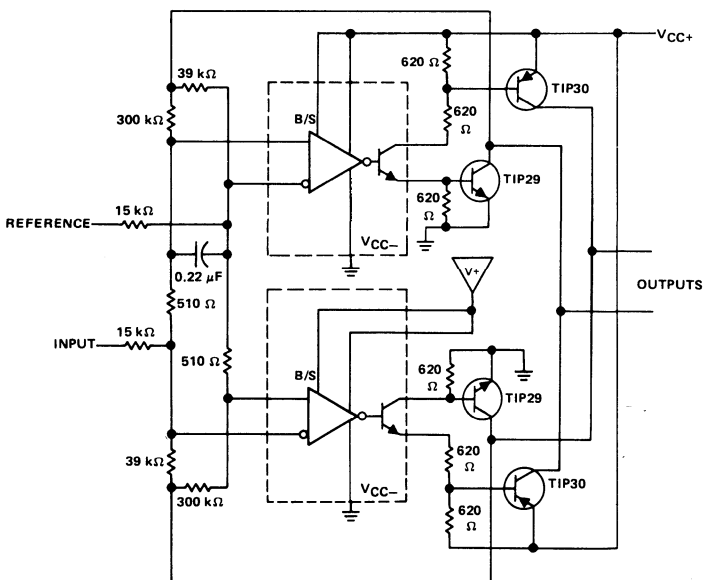 VCC+
39 kΩ
620 Ω
TIP30
300 kΩ
B/S
620
Ω
TIP29
15 kΩ
REFERENCE
620
Ω
VCC−
0.22 μF
V+
510 Ω
OUTPUTS
15 kΩ
INPUT
510 Ω
B/S
620
Ω
TIP29
39 kΩ
620
Ω
TIP30
VCC−
300 kΩ
620
Ω